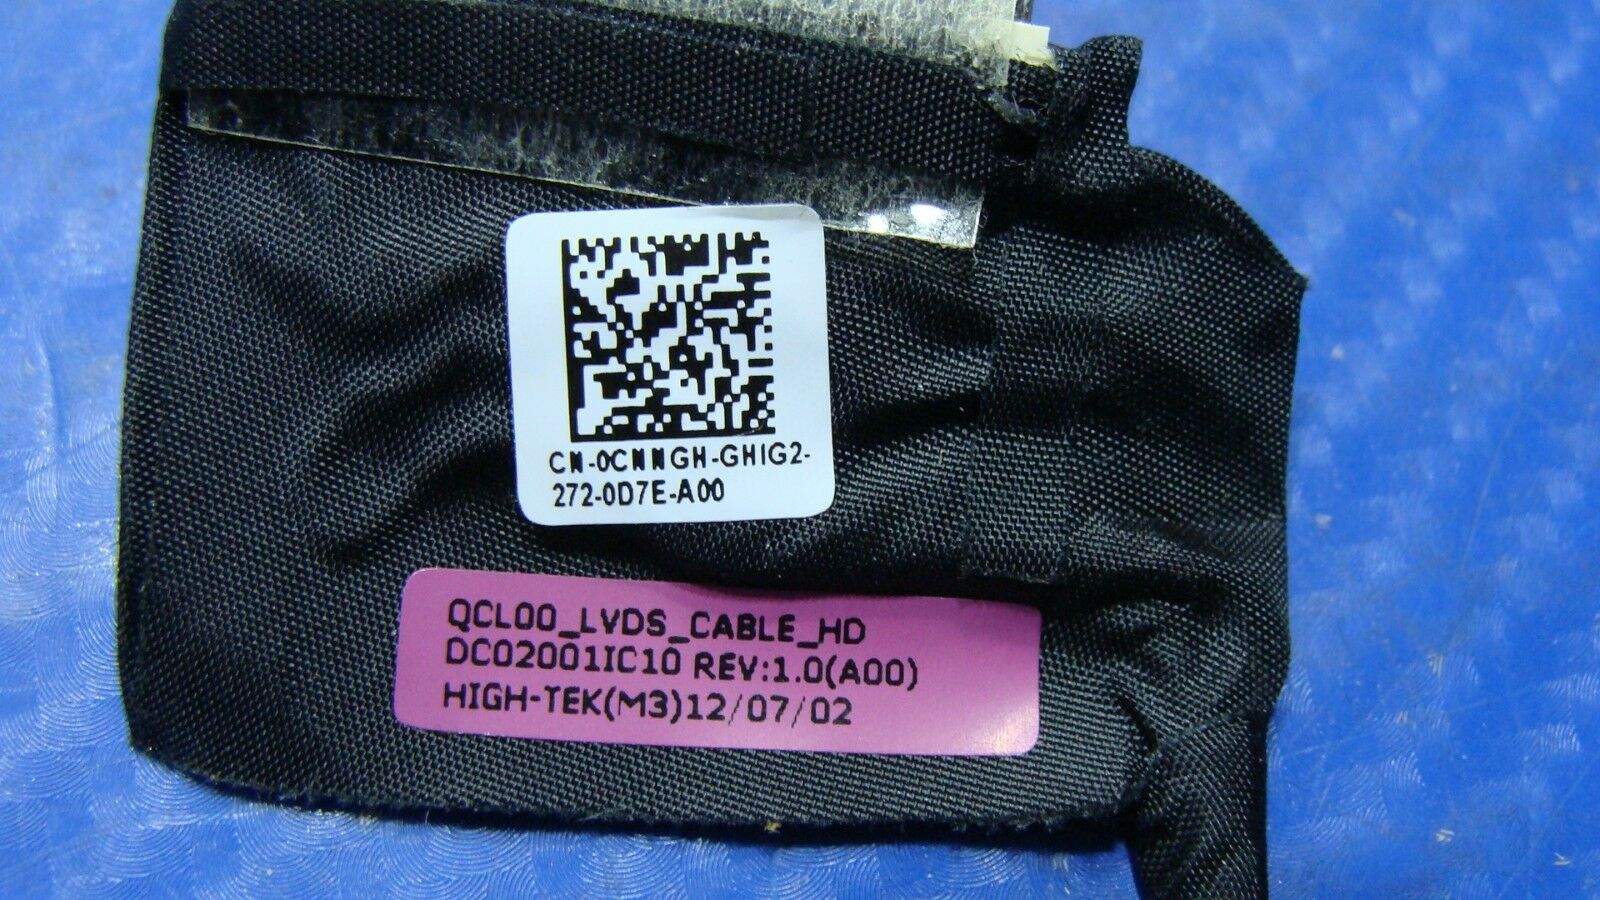 CN-0CNNGH-GHIG2-
272-0D7E-A00
QCL00_LVDS_CABLE_HD
DC02001IC10 REV:1.0(A00)
HIGH-TEK(M3)12/07/02